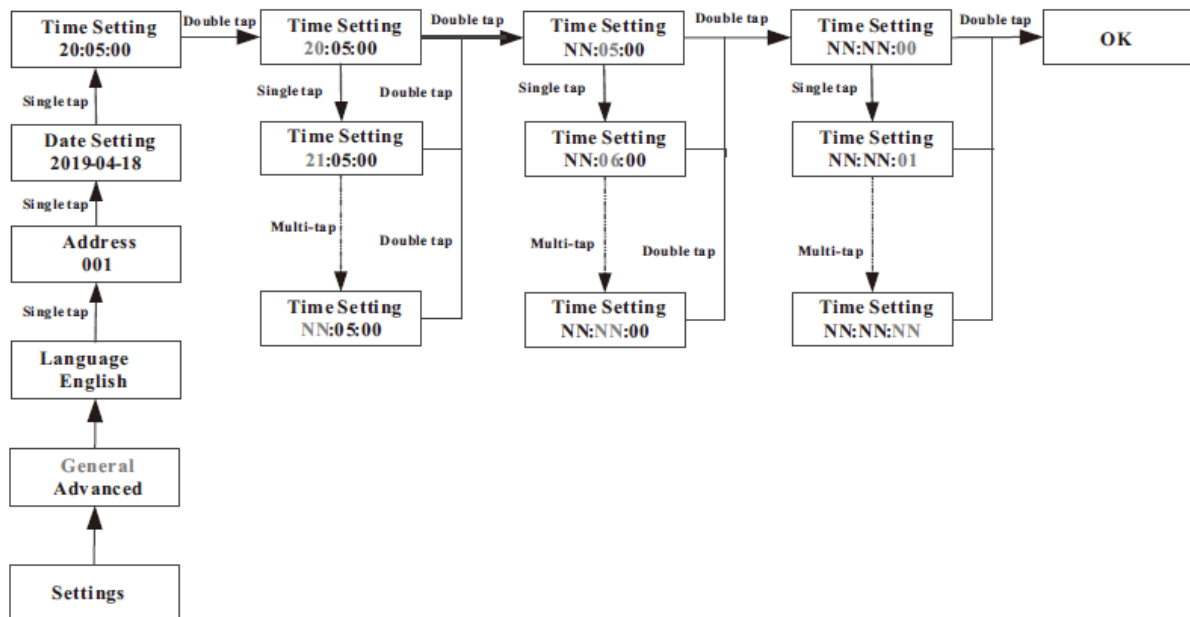 Time Setting
20:05:00
Double tap
Time Setting
20:05:00
Double tap
Time Setting
NN:05:00
Double tap
Time Setting
NN:NN:00
Double tap
OK
Single tap
Single tap
Double tap
Single tap
Single tap
Date Setting
2019-04-18
Time Setting
21:05:00
Time Setting
NN:06:00
Time Setting
NN:NN:01
Single tap
Address
001
Multi-tap
Double tap
Multi-tap
Double tap
Multi-tap
Single tap
Time Setting
NN:05:00
Time Setting
NN:NN:00
Time Setting
NN:NN:NN
Language
English
General
Advanced
Settings